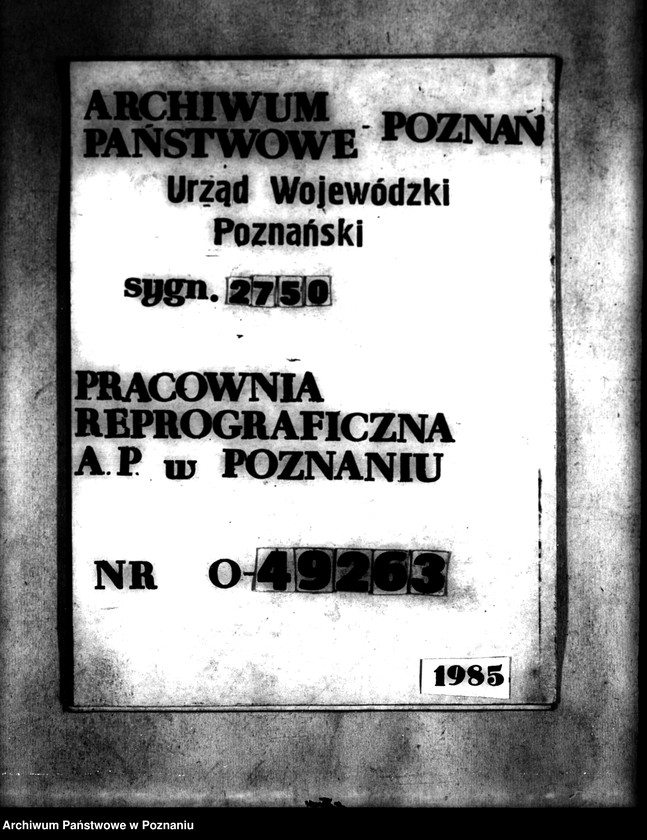 ARCHIWUM
PAŃSTWOWE - POZNAŃ
Urząd Wojewódzki
Poznański
sygn. 2750
PRACOWNIA
REPROGRAFICZNA
A.P. w POZNANIU
NR O-49263
1985
Archiwum Państwowe w Poznaniu